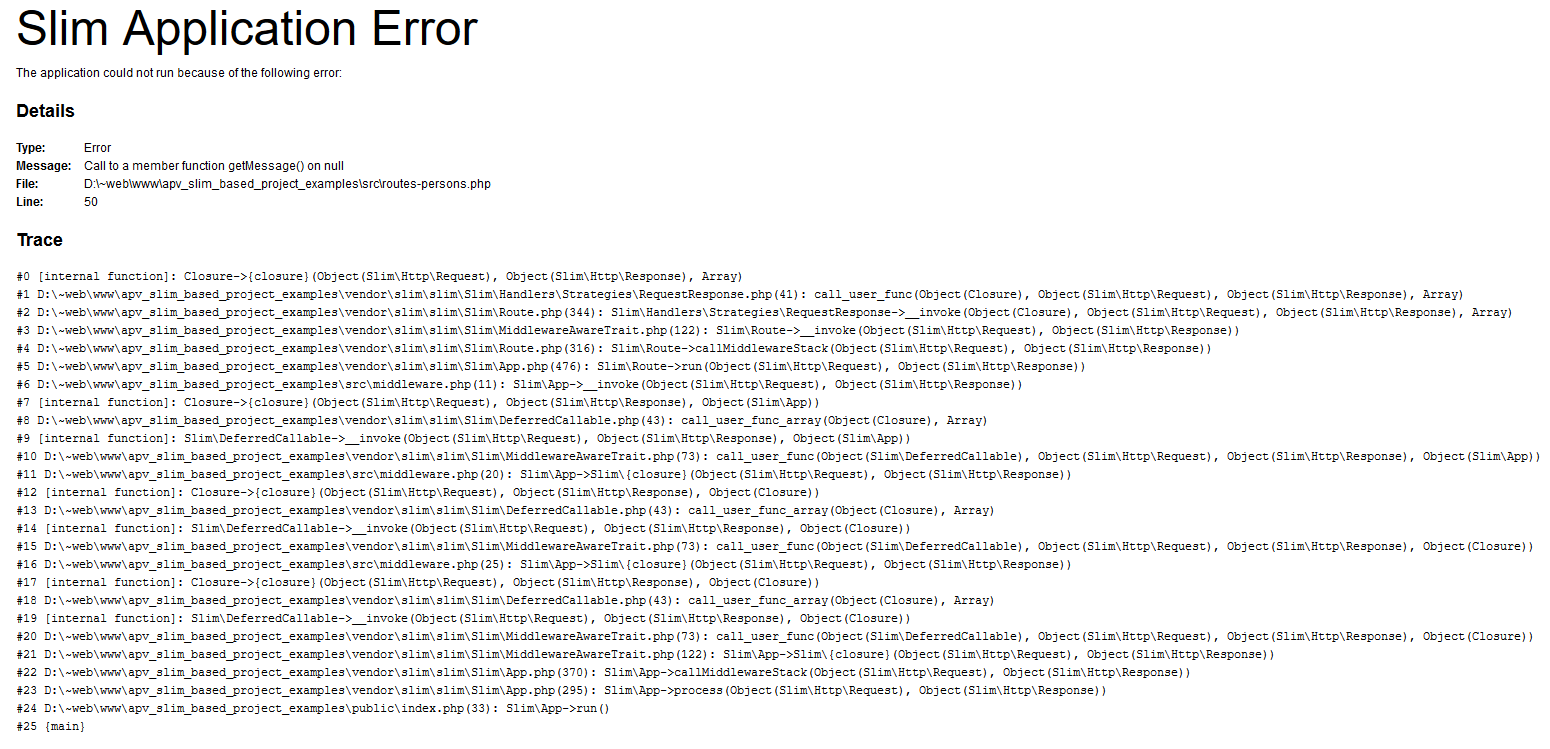 Slim Application Error
The application could not run because of the following error:
Details
Type: Error
Message: Call to a member function getMessage() on null
File: D:\~web\www\apv_slim_based_project_examples\src\routes-persons.php
Line: 50
Trace
#0 [internal function]: Closure->{closure}(Object(Slim\Http\Request), Object(Slim\Http\Response), Array)
#1 D:\~web\www\apv_slim_based_project_examples\vendor\slim\slim\Slim\Handlers\Strategies\RequestResponse.php(41): call_user_func(Object(Closure), Object(Slim\Http\Request), Object(Slim\Http\Response), Array)
#2 D:\~web\www\apv_slim_based_project_examples\vendor\slim\slim\Slim\Route.php(344): Slim\Handlers\Strategies\RequestResponse->__invoke(Object(Closure), Object(Slim\Http\Request), Object(Slim\Http\Response), Array)
#3 D:\~web\www\apv_slim_based_project_examples\vendor\slim\slim\Slim\MiddlewareAwareTrait.php(122): Slim\Route->__invoke(Object(Slim\Http\Request), Object(Slim\Http\Response))
#4 D:\~web\www\apv_slim_based_project_examples\vendor\slim\slim\Slim\Route.php(316): Slim\Route->callMiddlewareStack(Object(Slim\Http\Request), Object(Slim\Http\Response))
#5 D:\~web\www\apv_slim_based_project_examples\vendor\slim\slim\Slim\App.php(476): Slim\Route->run(Object(Slim\Http\Request), Object(Slim\Http\Response))
#6 D:\~web\www\apv_slim_based_project_examples\src\middleware.php(11): Slim\App->__invoke(Object(Slim\Http\Request), Object(Slim\Http\Response))
#7 [internal function]: Closure->{closure}(Object(Slim\Http\Request), Object(Slim\Http\Response), Object(Slim\App))
#8 D:\~web\www\apv_slim_based_project_examples\vendor\slim\slim\Slim\DeferredCallable.php(43): call_user_func_array(Object(Closure), Array)
#9 [internal function]: Slim\DeferredCallable->__invoke(Object(Slim\Http\Request), Object(Slim\Http\Response), Object(Slim\App))
#10 D:\~web\www\apv_slim_based_project_examples\vendor\slim\slim\Slim\MiddlewareAwareTrait.php(73): call_user_func(Object(Slim\DeferredCallable), Object(Slim\Http\Request), Object(Slim\Http\Response), Object(Slim\App))
#11 D:\~web\www\apv_slim_based_project_examples\src\middleware.php(20): Slim\App->Slim\{closure}(Object(Slim\Http\Request), Object(Slim\Http\Response))
#12 [internal function]: Closure->{closure}(Object(Slim\Http\Request), Object(Slim\Http\Response), Object(Closure))
#13 D:\~web\www\apv_slim_based_project_examples\vendor\slim\slim\Slim\DeferredCallable.php(43): call_user_func_array(Object(Closure), Array)
#14 [internal function]: Slim\DeferredCallable->__invoke(Object(Slim\Http\Request), Object(Slim\Http\Response), Object(Closure))
#15 D:\~web\www\apv_slim_based_project_examples\vendor\slim\slim\Slim\MiddlewareAwareTrait.php(73): call_user_func(Object(Slim\DeferredCallable), Object(Slim\Http\Request), Object(Slim\Http\Response), Object(Closure))
#16 D:\~web\www\apv_slim_based_project_examples\src\middleware.php(25): Slim\App->Slim\{closure}(Object(Slim\Http\Request), Object(Slim\Http\Response))
#17 [internal function]: Closure->{closure}(Object(Slim\Http\Request), Object(Slim\Http\Response), Object(Closure))
#18 D:\~web\www\apv_slim_based_project_examples\vendor\slim\slim\Slim\DeferredCallable.php(43): call_user_func_array(Object(Closure), Array)
#19 [internal function]: Slim\DeferredCallable->__invoke(Object(Slim\Http\Request), Object(Slim\Http\Response), Object(Closure))
#20 D:\~web\www\apv_slim_based_project_examples\vendor\slim\slim\Slim\MiddlewareAwareTrait.php(73): call_user_func(Object(Slim\DeferredCallable), Object(Slim\Http\Request), Object(Slim\Http\Response), Object(Closure))
#21 D:\~web\www\apv_slim_based_project_examples\vendor\slim\slim\Slim\MiddlewareAwareTrait.php(122): Slim\App->Slim\{closure}(Object(Slim\Http\Request), Object(Slim\Http\Response))
#22 D:\~web\www\apv_slim_based_project_examples\vendor\slim\slim\Slim\App.php(370): Slim\App->callMiddlewareStack(Object(Slim\Http\Request), Object(Slim\Http\Response))
#23 D:\~web\www\apv_slim_based_project_examples\vendor\slim\slim\Slim\App.php(295): Slim\App->process(Object(Slim\Http\Request), Object(Slim\Http\Response))
#24 D:\~web\www\apv_slim_based_project_examples\public\index.php(33): Slim\App->run()
#25 {main}